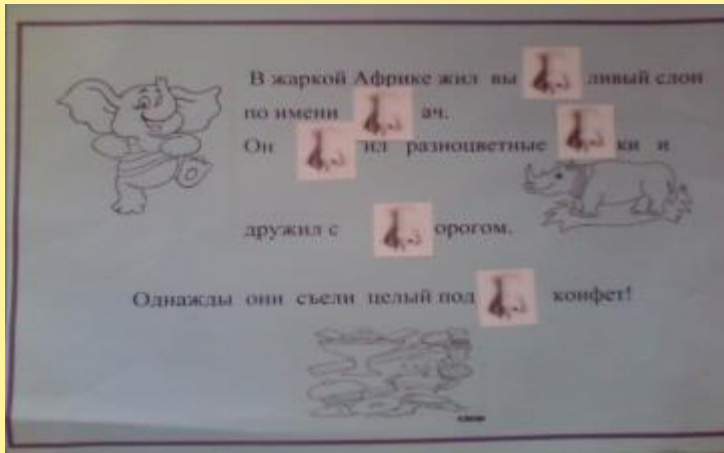 В жаркой Африке жил вы ливый слон
по имени ач.
Он ил разноцветные ки и
дружил с орогом.
Однажды они съели целый под конфет!